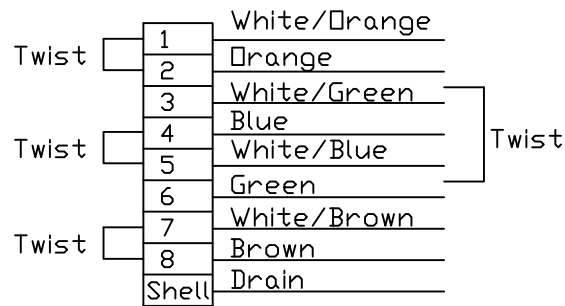 White/Orange
Twist 1
2 Orange
3 White/Green
4 Blue
Twist
Twist 5 White/Blue
6 Green
7 White/Brown
Twist 8 Brown
Shell Drain